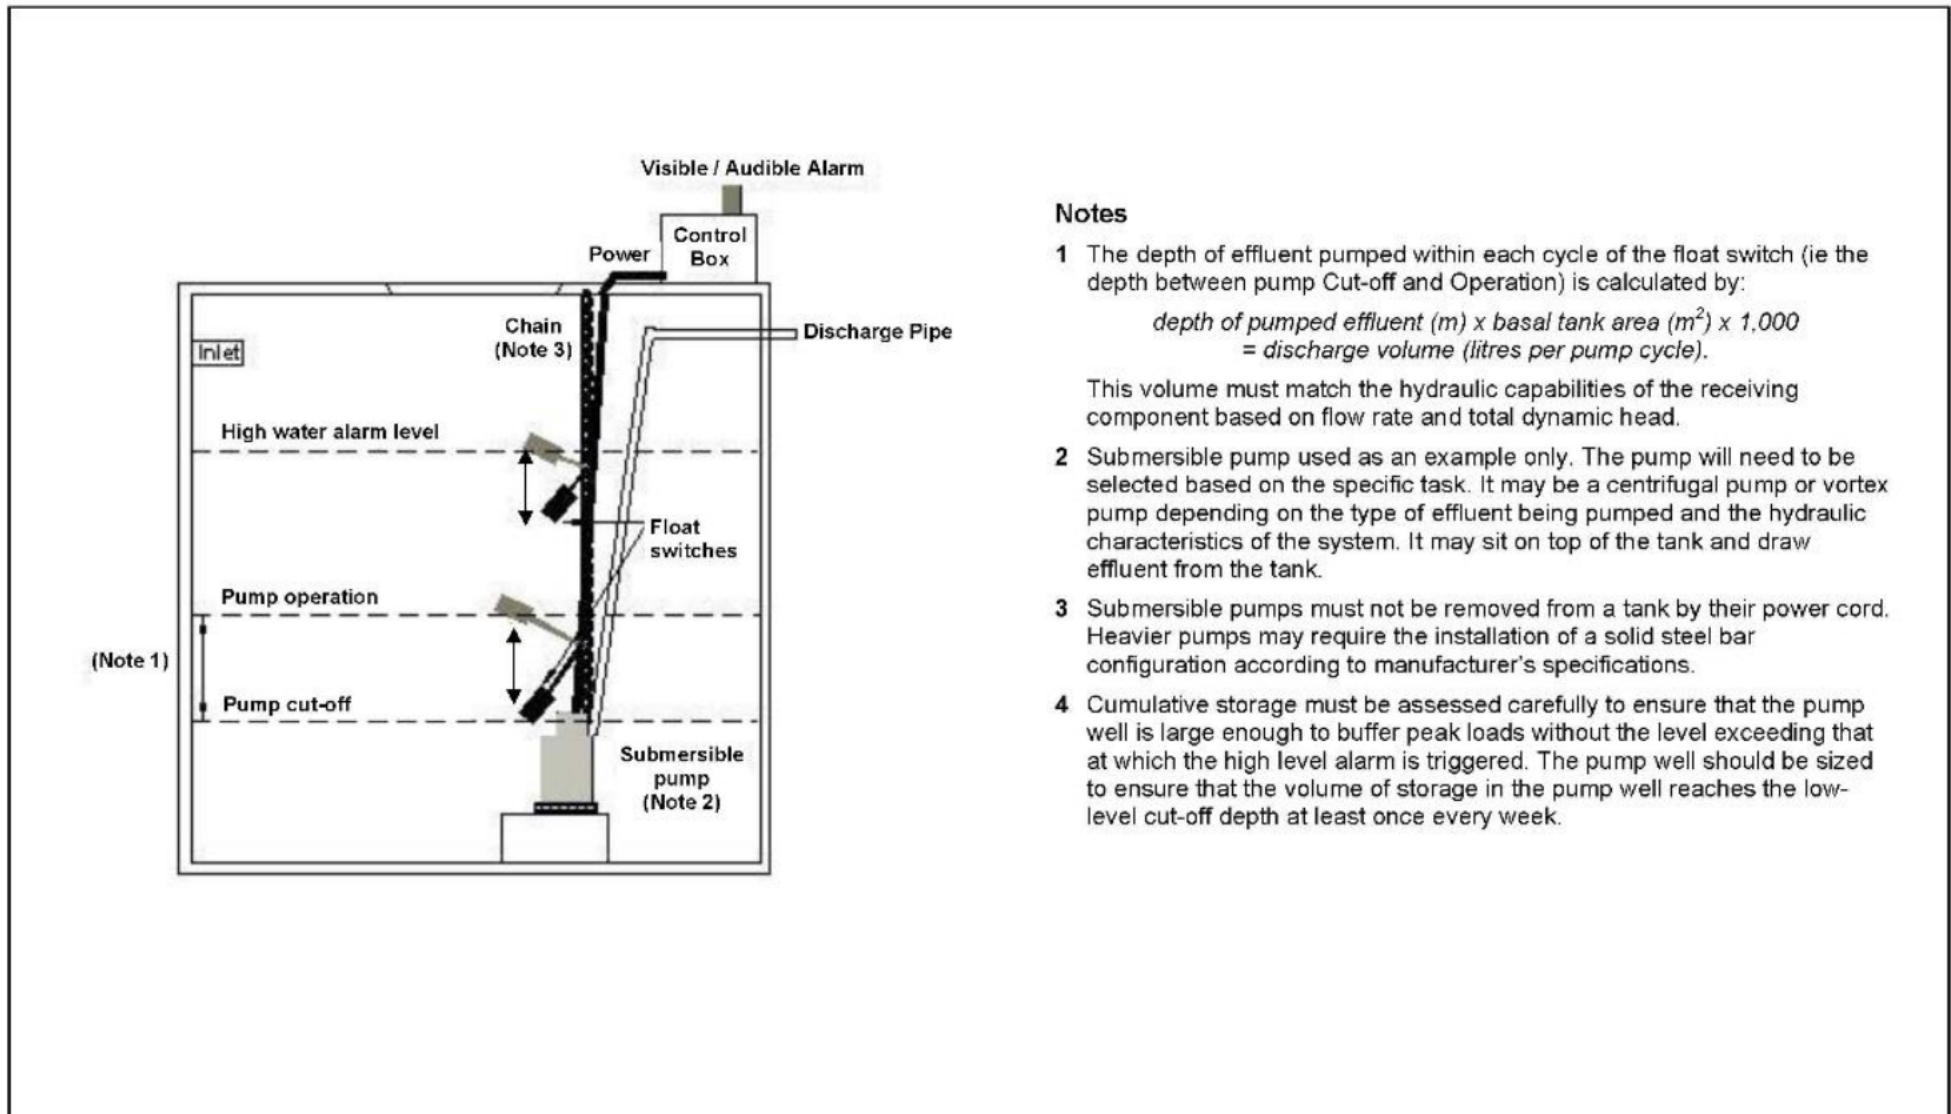 Visible / Audible Alarm
Control
Box
Power
Chain
(Note 3)
Discharge Pipe
Inlet
High water alarm level
Float
switches
Pump operation
(Note 1)
Pump cut-off
Submersible
pump
(Note 2)
Notes
1 The depth of effluent pumped within each cycle of the float switch (ie the
depth between pump Cut-off and Operation) is calculated by:
depth of pumped effluent (m) x basal tank area (m²) x 1,000
= discharge volume (litres per pump cycle).
This volume must match the hydraulic capabilities of the receiving
component based on flow rate and total dynamic head.
2 Submersible pump used as an example only. The pump will need to be
selected based on the specific task. It may be a centrifugal pump or vortex
pump depending on the type of effluent being pumped and the hydraulic
characteristics of the system. It may sit on top of the tank and draw
effluent from the tank.
3 Submersible pumps must not be removed from a tank by their power cord.
Heavier pumps may require the installation of a solid steel bar
configuration according to manufacturer's specifications.
4 Cumulative storage must be assessed carefully to ensure that the pump
well is large enough to buffer peak loads without the level exceeding that
at which the high level alarm is triggered. The pump well should be sized
to ensure that the volume of storage in the pump well reaches the low-
level cut-off depth at least once every week.